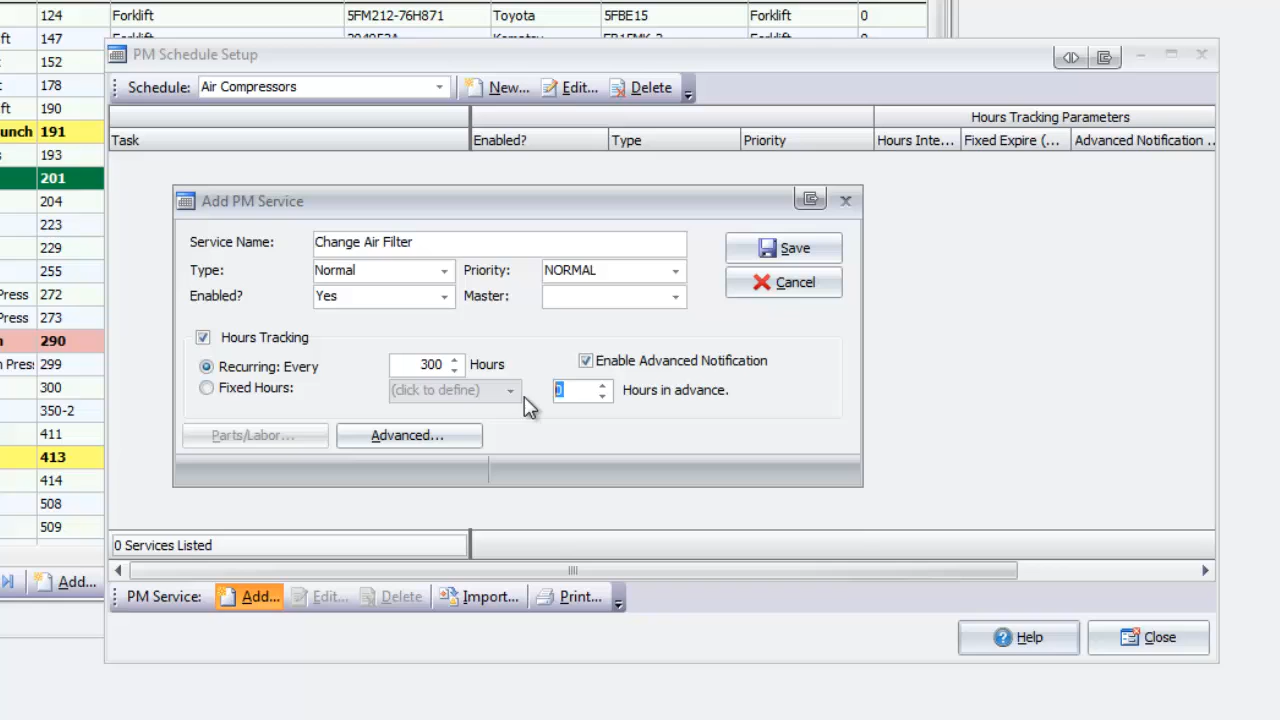 124 Forklift 5FM212-76H871 Toyota 5FBE15 Forklift 0
ft 147
PM Schedule Setup
t 152
Schedule: Air Compressors New... Edit... Delete
178
ft 190
Hours Tracking Parameters
unch 191
Task Enabled? Type Priority Hours Inte... Fixed Expire (... Advanced Notification ...
s 193
201
204
Add PM Service
223
229
Service Name: Change Air Filter Save
255
Type: Normal Priority: NORMAL
Cancel
Press 272
Enabled? Yes Master:
Press 273
n 290
Hours Tracking
n Press 299
Recurring: Every 300 Hours Enable Advanced Notification
300
Fixed Hours: (click to define) 0 Hours in advance.
350-2
411
Parts/Labor... Advanced...
413
414
508
509
0 Services Listed
Add...
PM Service: Add... Edit... Delete Import... Print...
Help Close